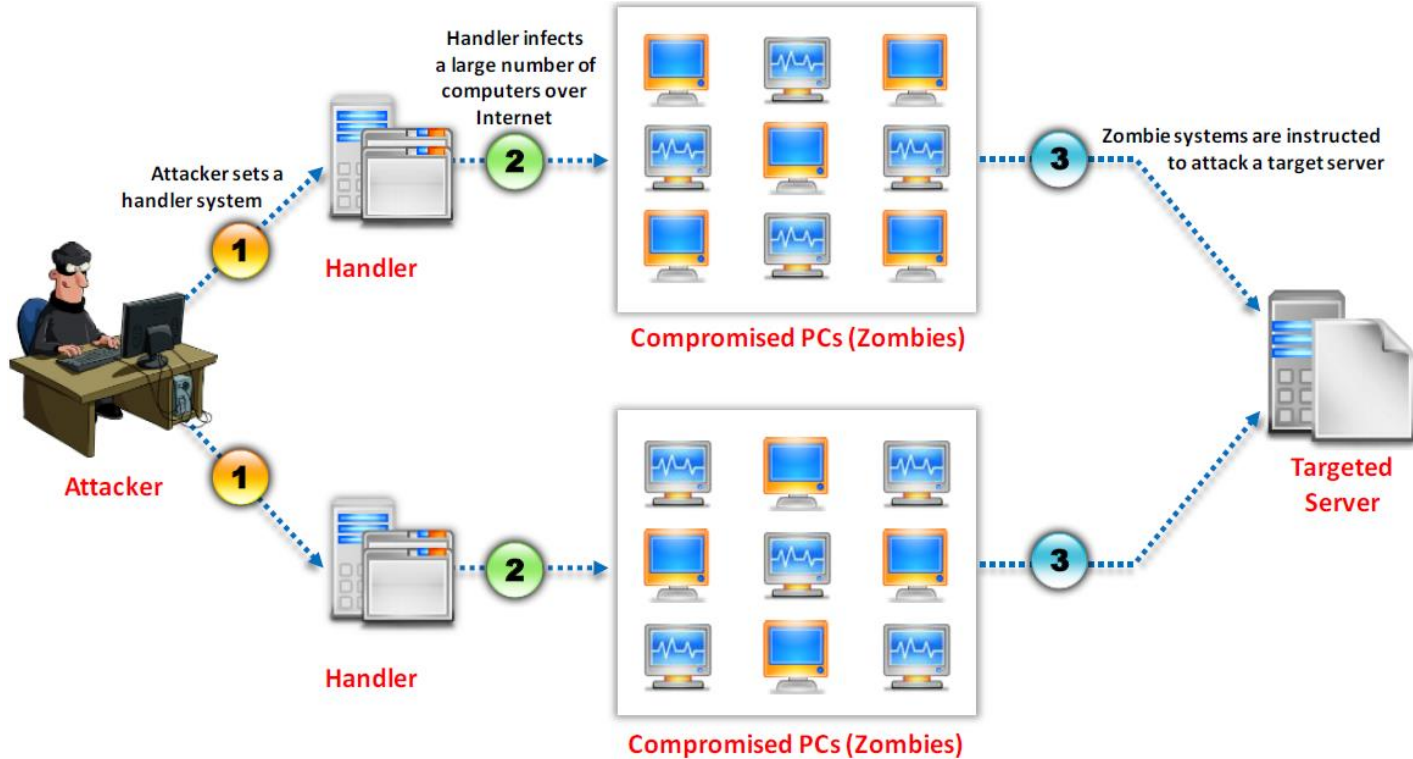 Handler infects
a large number of
computers over
Internet
2
3
Zombie systems are instructed
to attack a target server
Attacker sets a
handler system
1
Handler
Compromised PCs (Zombies)
Attacker
1
Targeted
Server
2
3
Handler
Compromised PCs (Zombies)